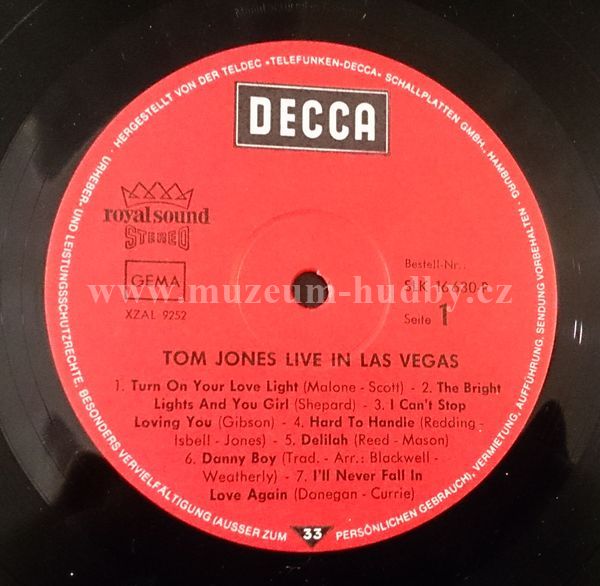 DECCA
royal sound
STEREO
GEMA
XZAL 9252
Bestell-Nr.:
SLK 16 630-P
Seite 1
www.muzeum-hudby.cz
TOM JONES LIVE IN LAS VEGAS
1. Turn On Your Love Light (Malone - Scott) - 2. The Bright
Lights And You Girl (Shepard) - 3. I Can't Stop
Loving You (Gibson) - 4. Hard To Handle (Redding -
Isbell - Jones) - 5. Delilah (Reed - Mason)
6. Danny Boy (Trad. - Arr.: Blackwell -
Weatherly) - 7. I'll Never Fall In
Love Again (Donegan - Currie)
33
URHEBER- UND LEISTUNGSSCHUTZRECHTE, BESONDERS VERVIELFÄLTIGUNG (AUSSER ZUM PERSÖNLICHEN GEBRAUCH), VERMIETUNG, AUFFÜHRUNG, SENDUNG VORBEHALTEN · HERGESTELLT VON DER TELDEC »TELEFUNKEN-DECCA« SCHALLPLATTEN GMBH., HAMBURG ·